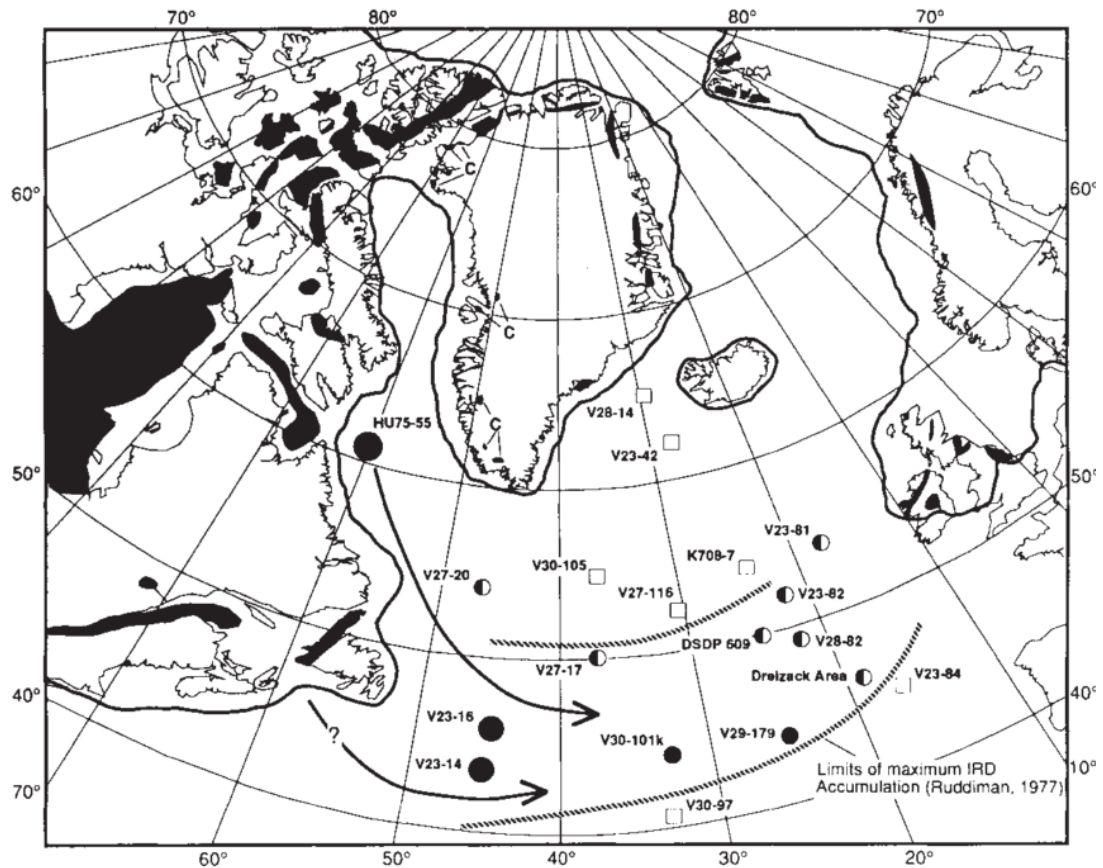 70° 80° 80° 70°
60° 60°
C
C
HU75-55
V28-14
C
50° V23-42 50°
V23-81
K708-7
V30-105
V27-20
V27-116 V23-82
DSDP 609 V28-82
V27-17
Dreizack Area V23-84
40° 40°
V23-16
? V30-101k V29-179
V23-14
70° 10°
Limits of maximum IRD
Accumulation (Ruddiman, 1977)
V30-97
60° 50° 40° 30° 20°